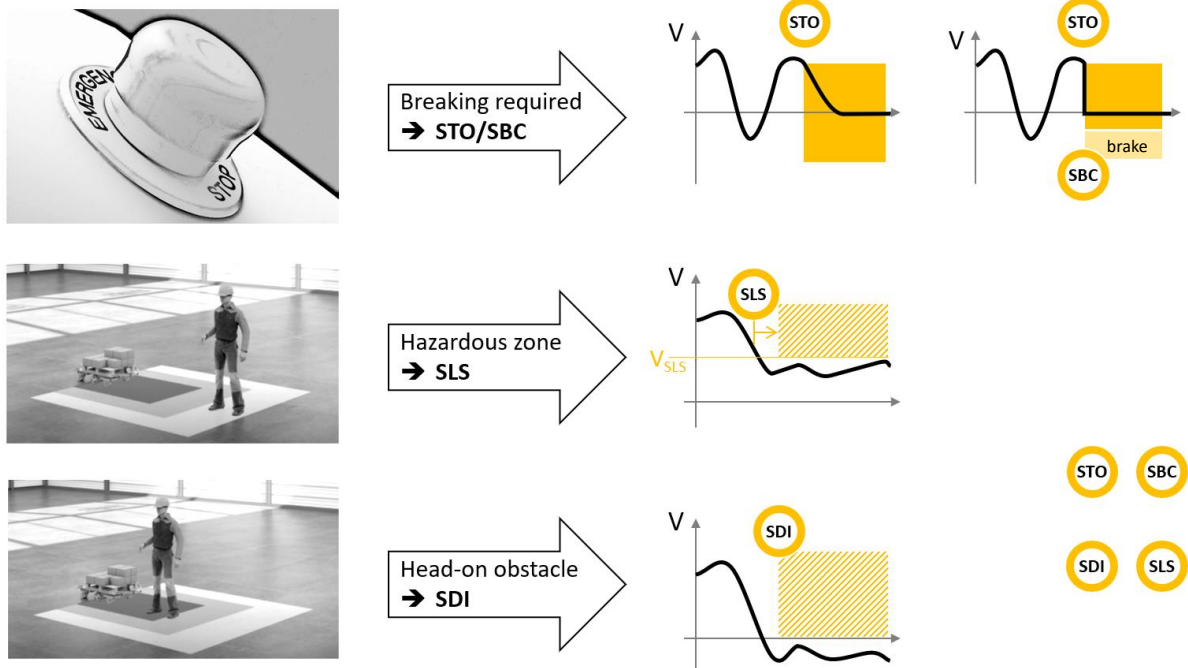 EMERGEN
STOP
Breaking required
➔ STO/SBC
V
STO
V
STO
brake
SBC
Hazardous zone
➔ SLS
V
SLS
VSLS
Head-on obstacle
➔ SDI
V
SDI
STO
SBC
SDI
SLS